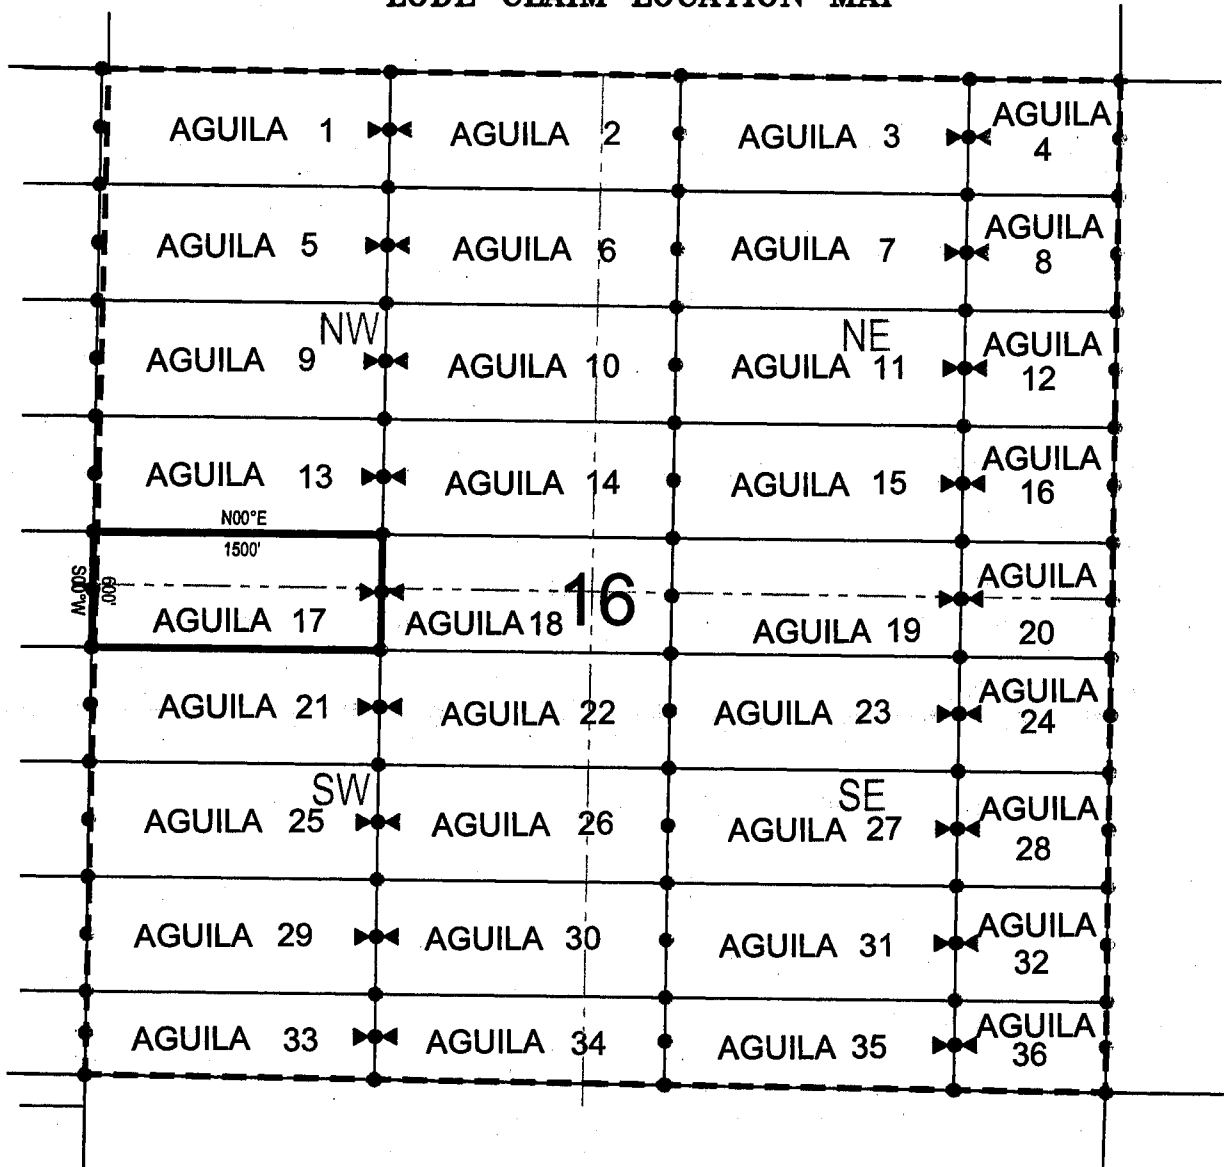 LODE CLAIM LOCATION MAP
AGUILA 1
AGUILA 2
AGUILA 3
AGUILA
4
AGUILA 5
AGUILA 6
AGUILA 7
AGUILA
8
NW
NE
AGUILA 9
AGUILA 10
AGUILA 11
AGUILA
12
AGUILA 13
AGUILA 14
AGUILA 15
AGUILA
16
N00°E
1500'
S00°W
600'
16
AGUILA 17
AGUILA 18
AGUILA 19
AGUILA
20
AGUILA 21
AGUILA 22
AGUILA 23
AGUILA
24
SW
SE
AGUILA 25
AGUILA 26
AGUILA 27
AGUILA
28
AGUILA 29
AGUILA 30
AGUILA 31
AGUILA
32
AGUILA 33
AGUILA 34
AGUILA 35
AGUILA
36